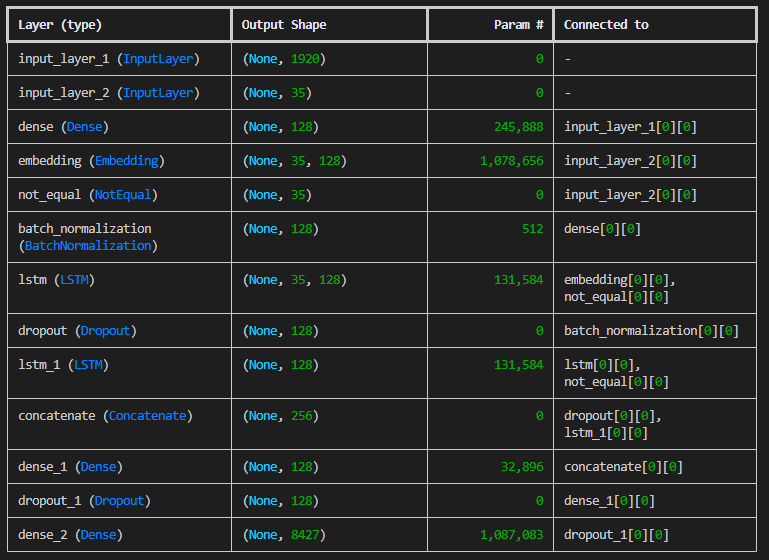 Layer (type) Output Shape Param # Connected to
input_layer_1 (InputLayer) (None, 1920) 0 -
input_layer_2 (InputLayer) (None, 35) 0 -
dense (Dense) (None, 128) 245,888 input_layer_1[0][0]
embedding (Embedding) (None, 35, 128) 1,078,656 input_layer_2[0][0]
not_equal (NotEqual) (None, 35) 0 input_layer_2[0][0]
batch_normalization (None, 128) 512 dense[0][0]
(BatchNormalization)
lstm (LSTM) (None, 35, 128) 131,584 embedding[0][0],
not_equal[0][0]
dropout (Dropout) (None, 128) 0 batch_normalization[0][0]
lstm_1 (LSTM) (None, 128) 131,584 lstm[0][0],
not_equal[0][0]
concatenate (Concatenate) (None, 256) 0 dropout[0][0],
lstm_1[0][0]
dense_1 (Dense) (None, 128) 32,896 concatenate[0][0]
dropout_1 (Dropout) (None, 128) 0 dense_1[0][0]
dense_2 (Dense) (None, 8427) 1,087,083 dropout_1[0][0]